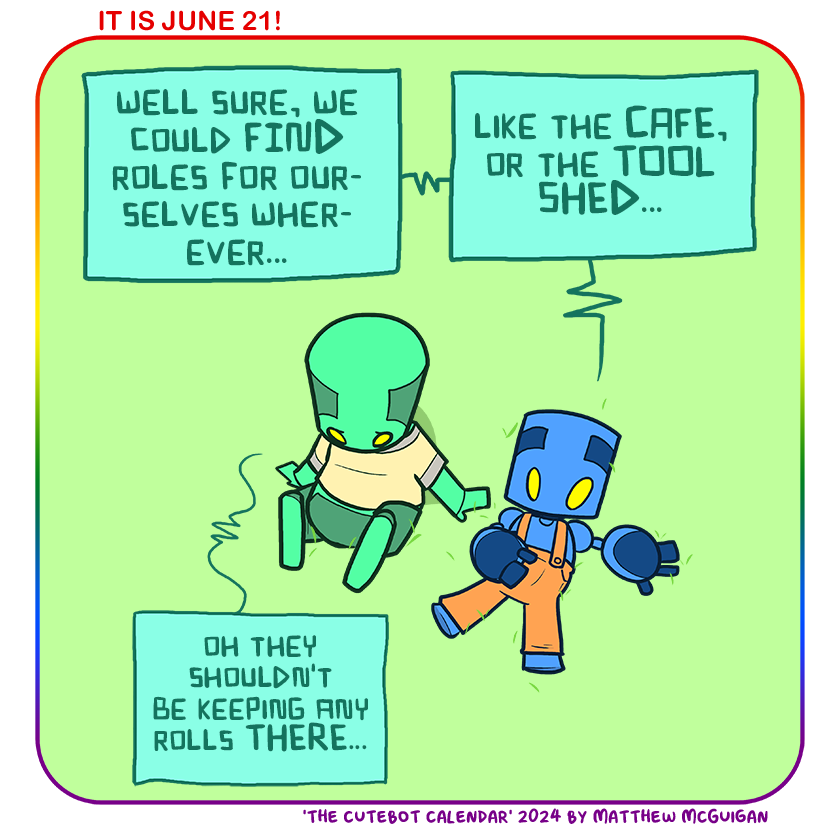 IT IS JUNE 21!
WELL SURE, WE
COULD FIND
ROLES FOR OUR-
SELVES WHER-
EVER...
LIKE THE CAFE,
OR THE TOOL
SHED...
OH THEY
SHOULDN'T
BE KEEPING ANY
ROLLS THERE...
'THE CUTEBOT CALENDAR' 2024 BY MATTHEW MCGUIGAN